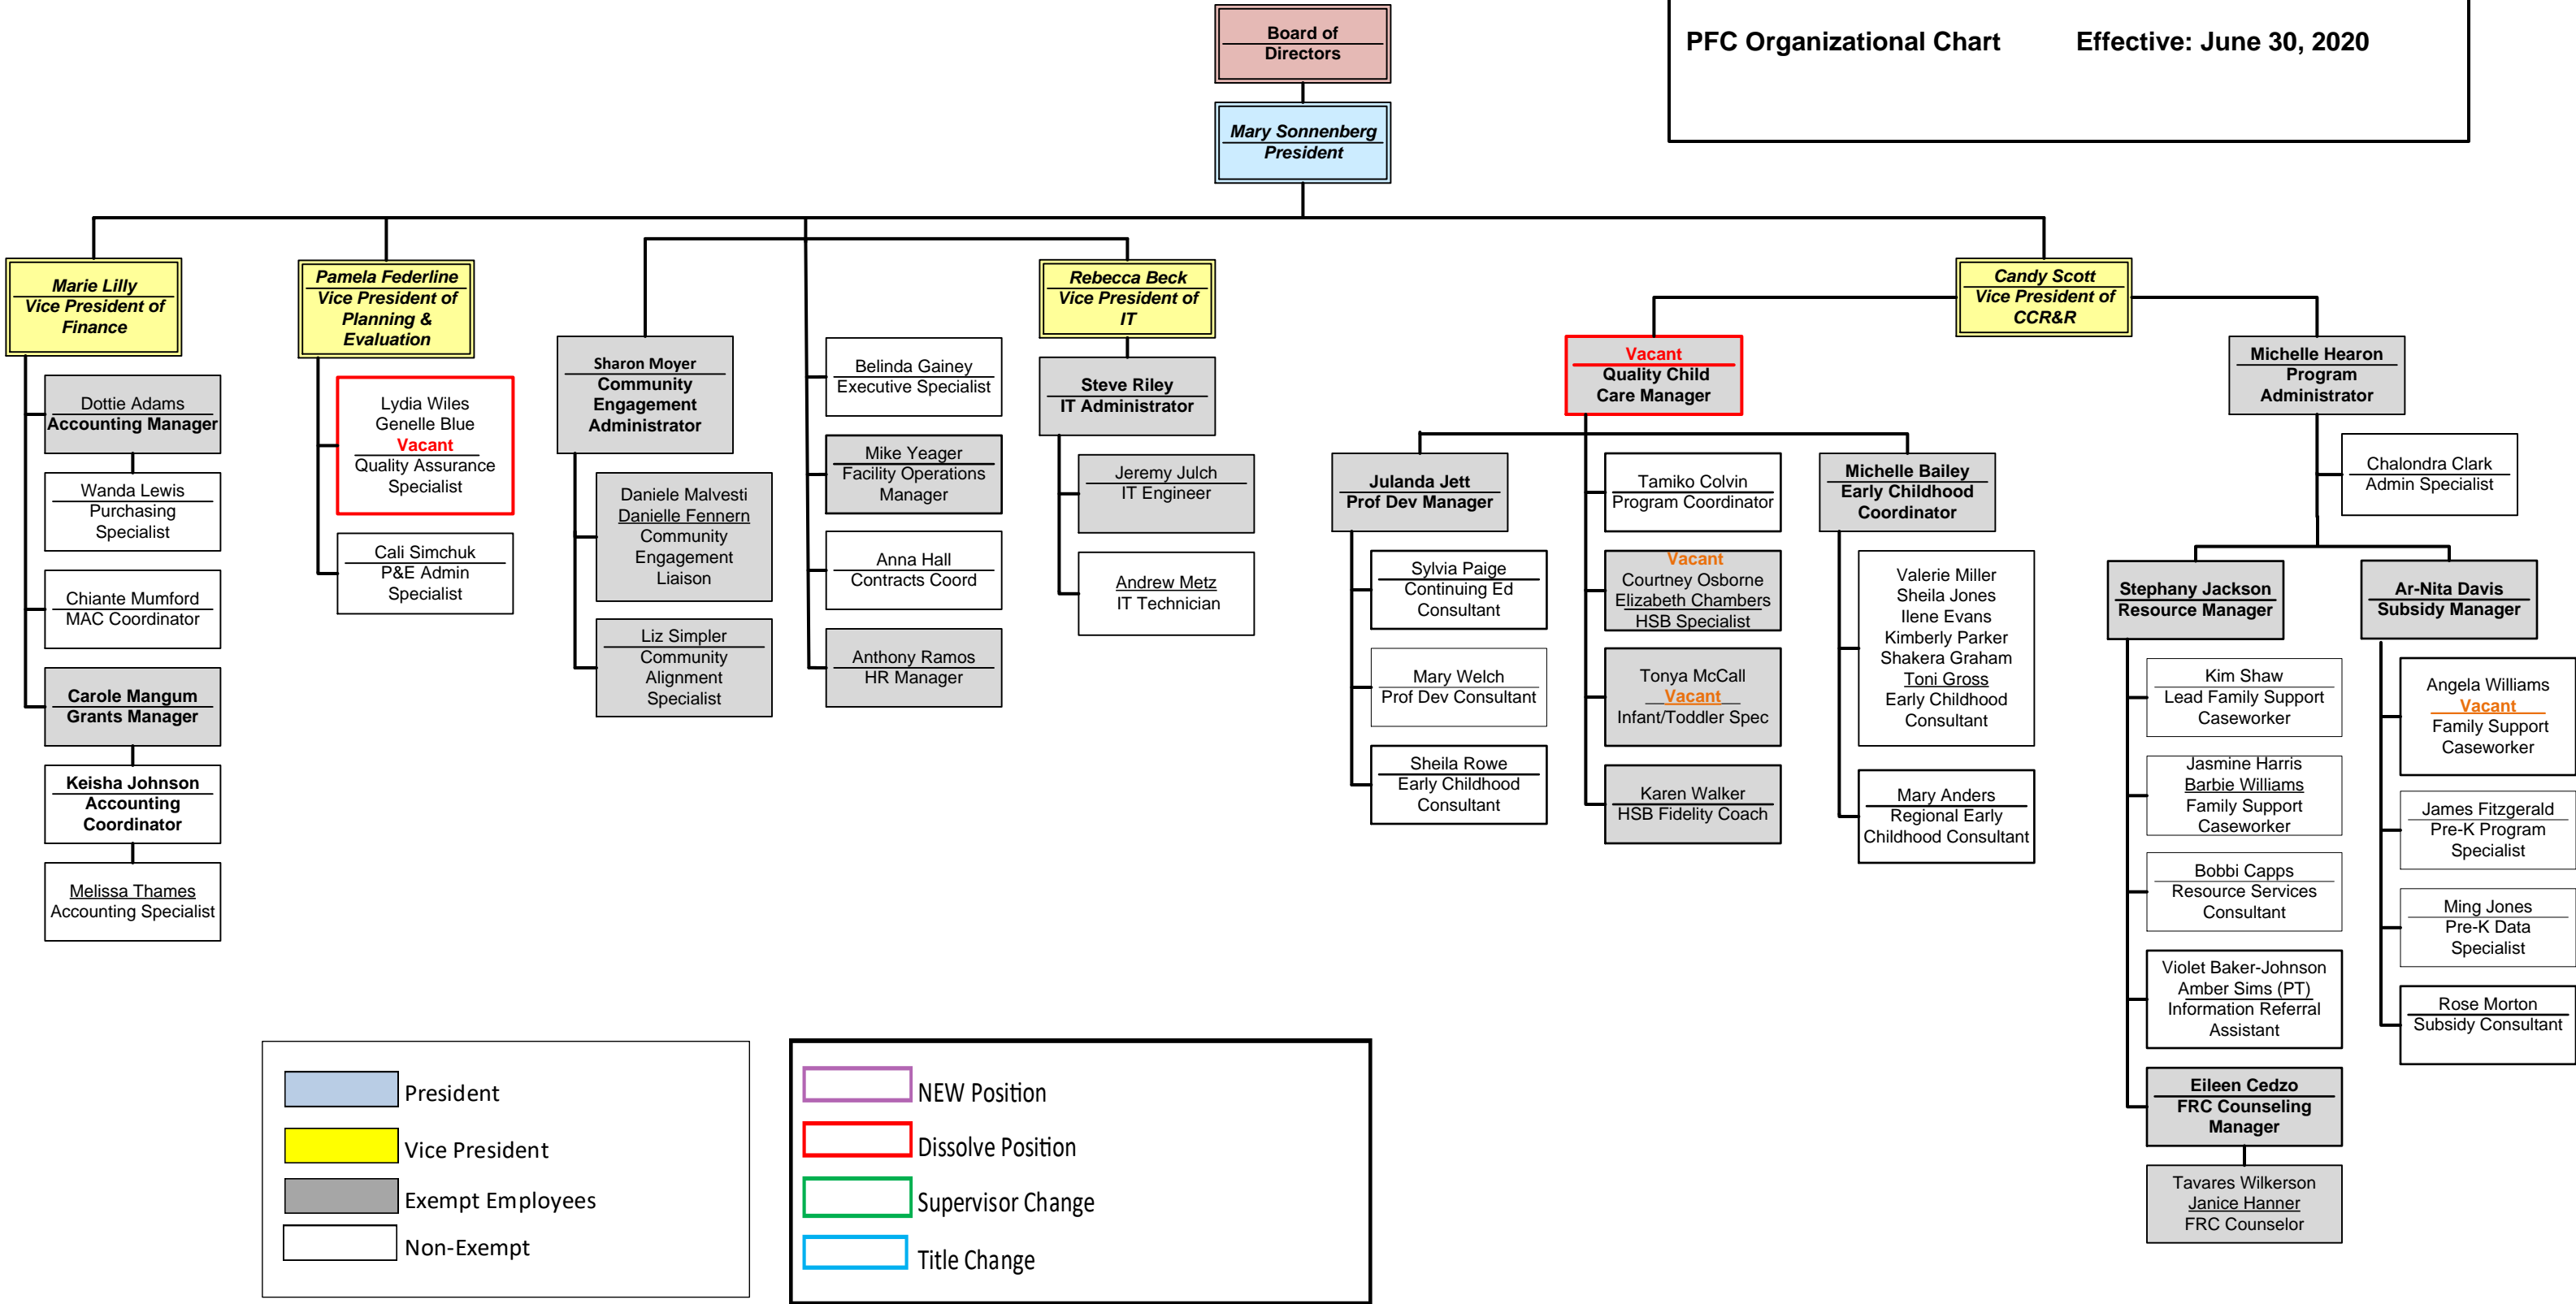 PFC Organizational Chart Effective: June 30, 2020
Board of
Directors
Mary Sonnenberg
President
Marie Lilly
Vice President of
Finance
Dottie Adams
Accounting Manager
Wanda Lewis
Purchasing
Specialist
Chiante Mumford
MAC Coordinator
Carole Mangum
Grants Manager
Keisha Johnson
Accounting
Coordinator
Melissa Thames
Accounting Specialist
Pamela Federline
Vice President of
Planning &
Evaluation
Lydia Wiles
Genelle Blue
Vacant
Quality Assurance
Specialist
Cali Simchuk
P&E Admin
Specialist
Sharon Moyer
Community
Engagement
Administrator
Daniele Malvesti
Danielle Fennern
Community
Engagement
Liaison
Liz Simpler
Community
Alignment
Specialist
Belinda Gainey
Executive Specialist
Mike Yeager
Facility Operations
Manager
Anna Hall
Contracts Coord
Anthony Ramos
HR Manager
Rebecca Beck
Vice President of
IT
Steve Riley
IT Administrator
Jeremy Julch
IT Engineer
Andrew Metz
IT Technician
Candy Scott
Vice President of
CCR&R
Vacant
Quality Child
Care Manager
Julanda Jett
Prof Dev Manager
Sylvia Paige
Continuing Ed
Consultant
Mary Welch
Prof Dev Consultant
Sheila Rowe
Early Childhood
Consultant
Tamiko Colvin
Program Coordinator
Vacant
Courtney Osborne
Elizabeth Chambers
HSB Specialist
Tonya McCall
Vacant
Infant/Toddler Spec
Karen Walker
HSB Fidelity Coach
Michelle Bailey
Early Childhood
Coordinator
Valerie Miller
Sheila Jones
Ilene Evans
Kimberly Parker
Shakera Graham
Toni Gross
Early Childhood
Consultant
Mary Anders
Regional Early
Childhood Consultant
Michelle Hearon
Program
Administrator
Chalondra Clark
Admin Specialist
Stephany Jackson
Resource Manager
Kim Shaw
Lead Family Support
Caseworker
Jasmine Harris
Barbie Williams
Family Support
Caseworker
Bobbi Capps
Resource Services
Consultant
Violet Baker-Johnson
Amber Sims (PT)
Information Referral
Assistant
Eileen Cedzo
FRC Counseling
Manager
Tavares Wilkerson
Janice Hanner
FRC Counselor
Ar-Nita Davis
Subsidy Manager
Angela Williams
Vacant
Family Support
Caseworker
James Fitzgerald
Pre-K Program
Specialist
Ming Jones
Pre-K Data
Specialist
Rose Morton
Subsidy Consultant
President
Vice President
Exempt Employees
Non-Exempt
NEW Position
Dissolve Position
Supervisor Change
Title Change